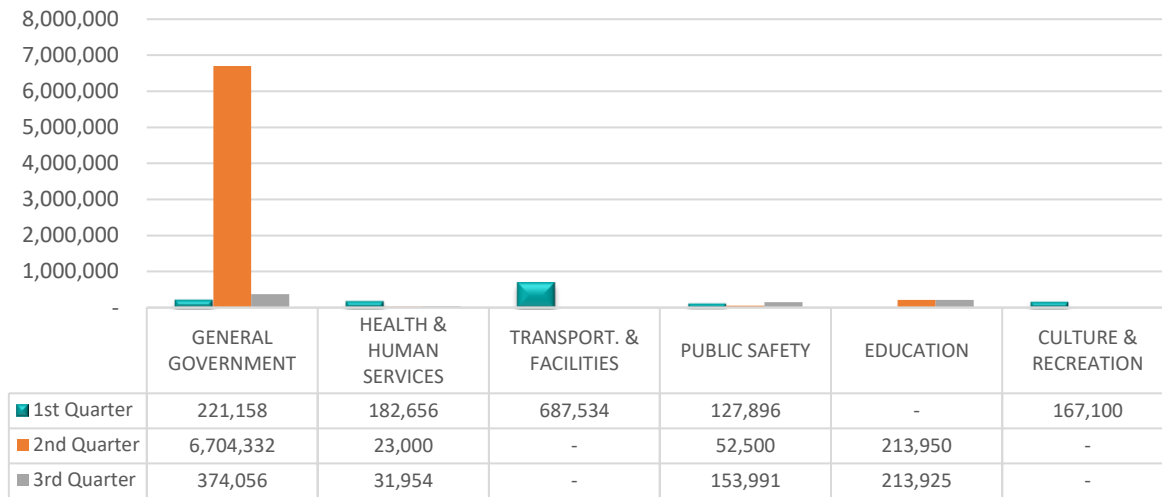 8,000,000
7,000,000
6,000,000
5,000,000
4,000,000
3,000,000
2,000,000
1,000,000
-
GENERAL
GOVERNMENT
HEALTH &
HUMAN
SERVICES
TRANSPORT. &
FACILITIES
PUBLIC SAFETY
EDUCATION
CULTURE &
RECREATION
1st Quarter 221,158 182,656 687,534 127,896 - 167,100
2nd Quarter 6,704,332 23,000 - 52,500 213,950 -
3rd Quarter 374,056 31,954 - 153,991 213,925 -